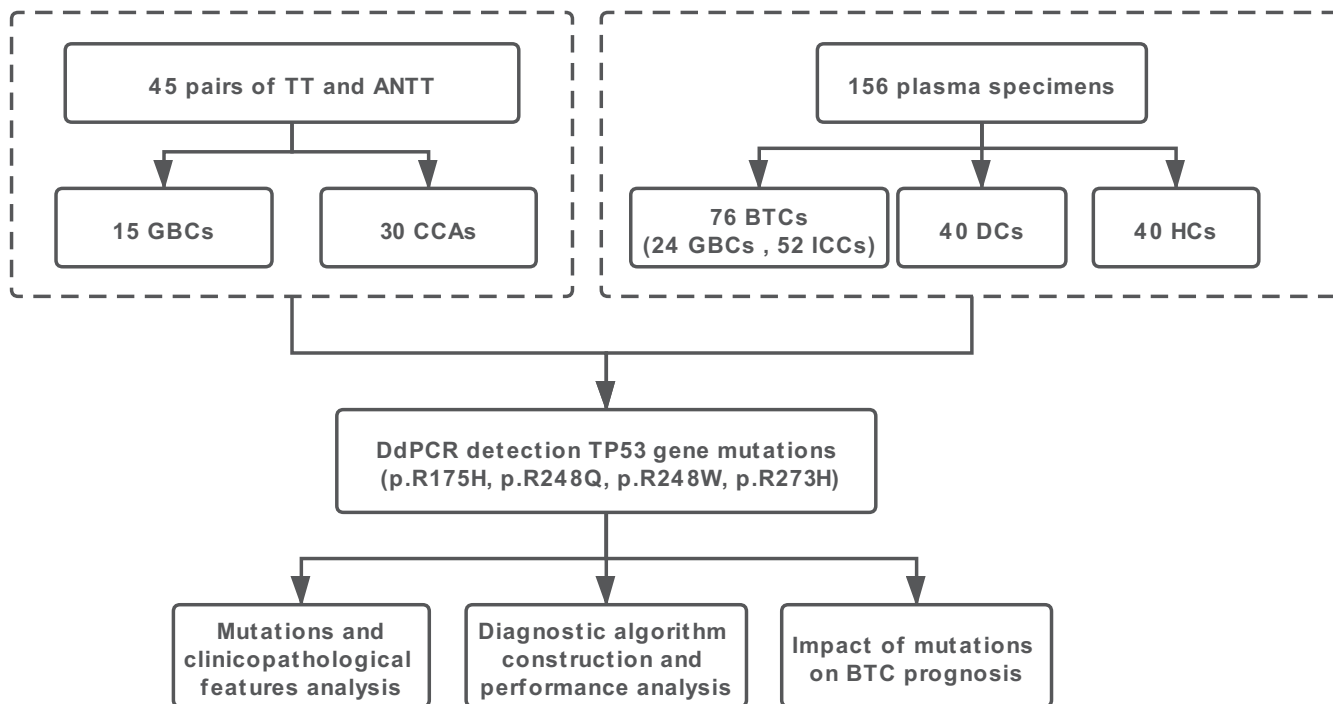 45 pairs of TT and ANTT
156 plasma specimens
15 GBCs
30 CCAs
76 BTCs
(24 GBCs , 52 ICCs)
40 DCs
40 HCs
DdPCR detection TP53 gene mutations
(p.R175H, p.R248Q, p.R248W, p.R273H)
Mutations and
clinicopathological
features analysis
Diagnostic algorithm
construction and
performance analysis
Impact of mutations
on BTC prognosis